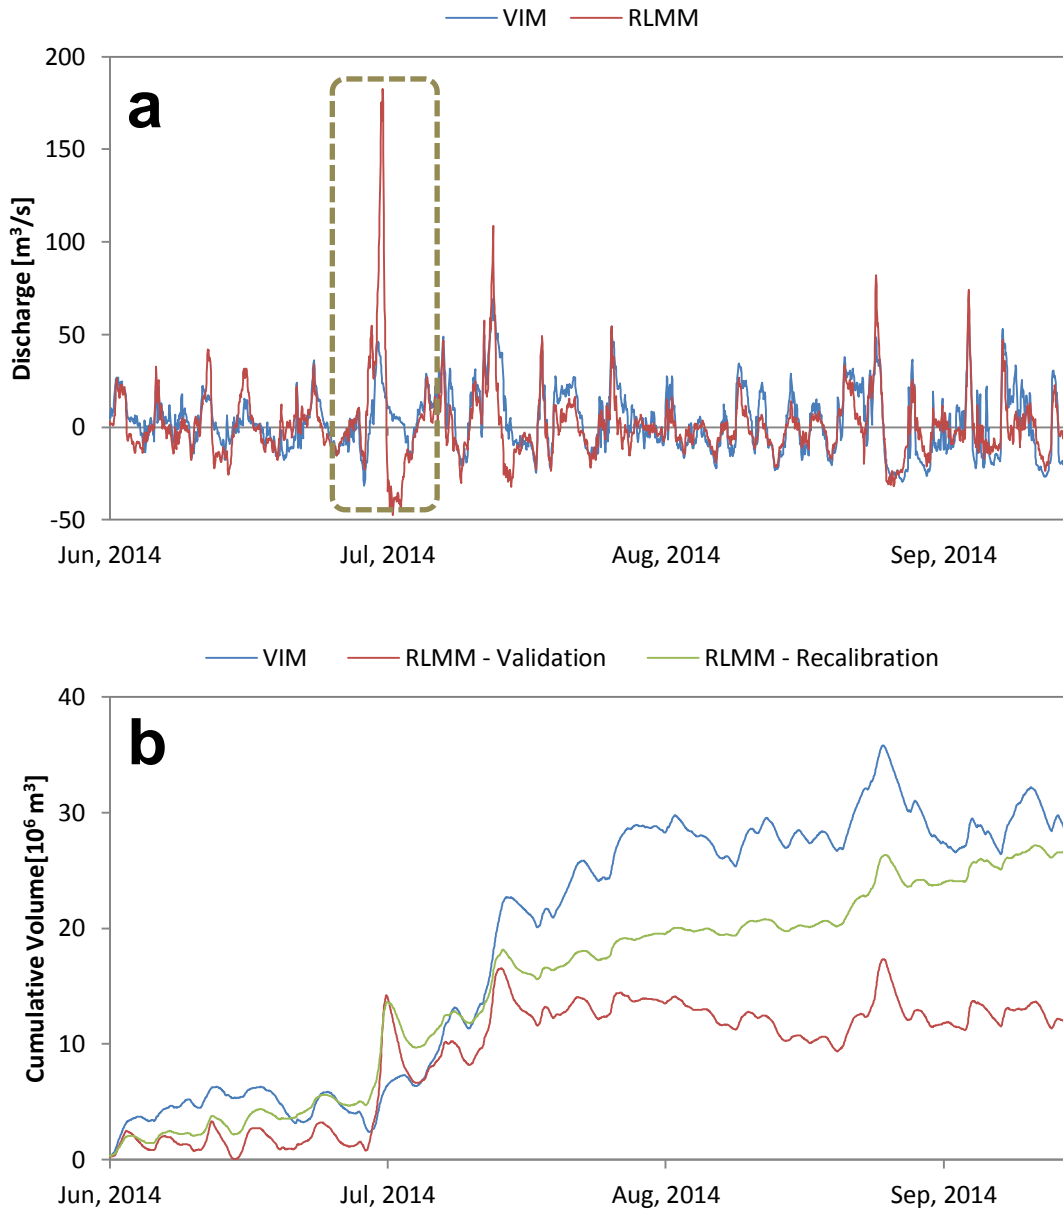 VIM RLMM
a
200
150
100
50
0
-50
Discharge [m³/s]
Jun, 2014 Jul, 2014 Aug, 2014 Sep, 2014
VIM RLMM - Validation RLMM - Recalibration
b
40
30
20
10
0
Cumulative Volume[10⁶ m³]
Jun, 2014 Jul, 2014 Aug, 2014 Sep, 2014